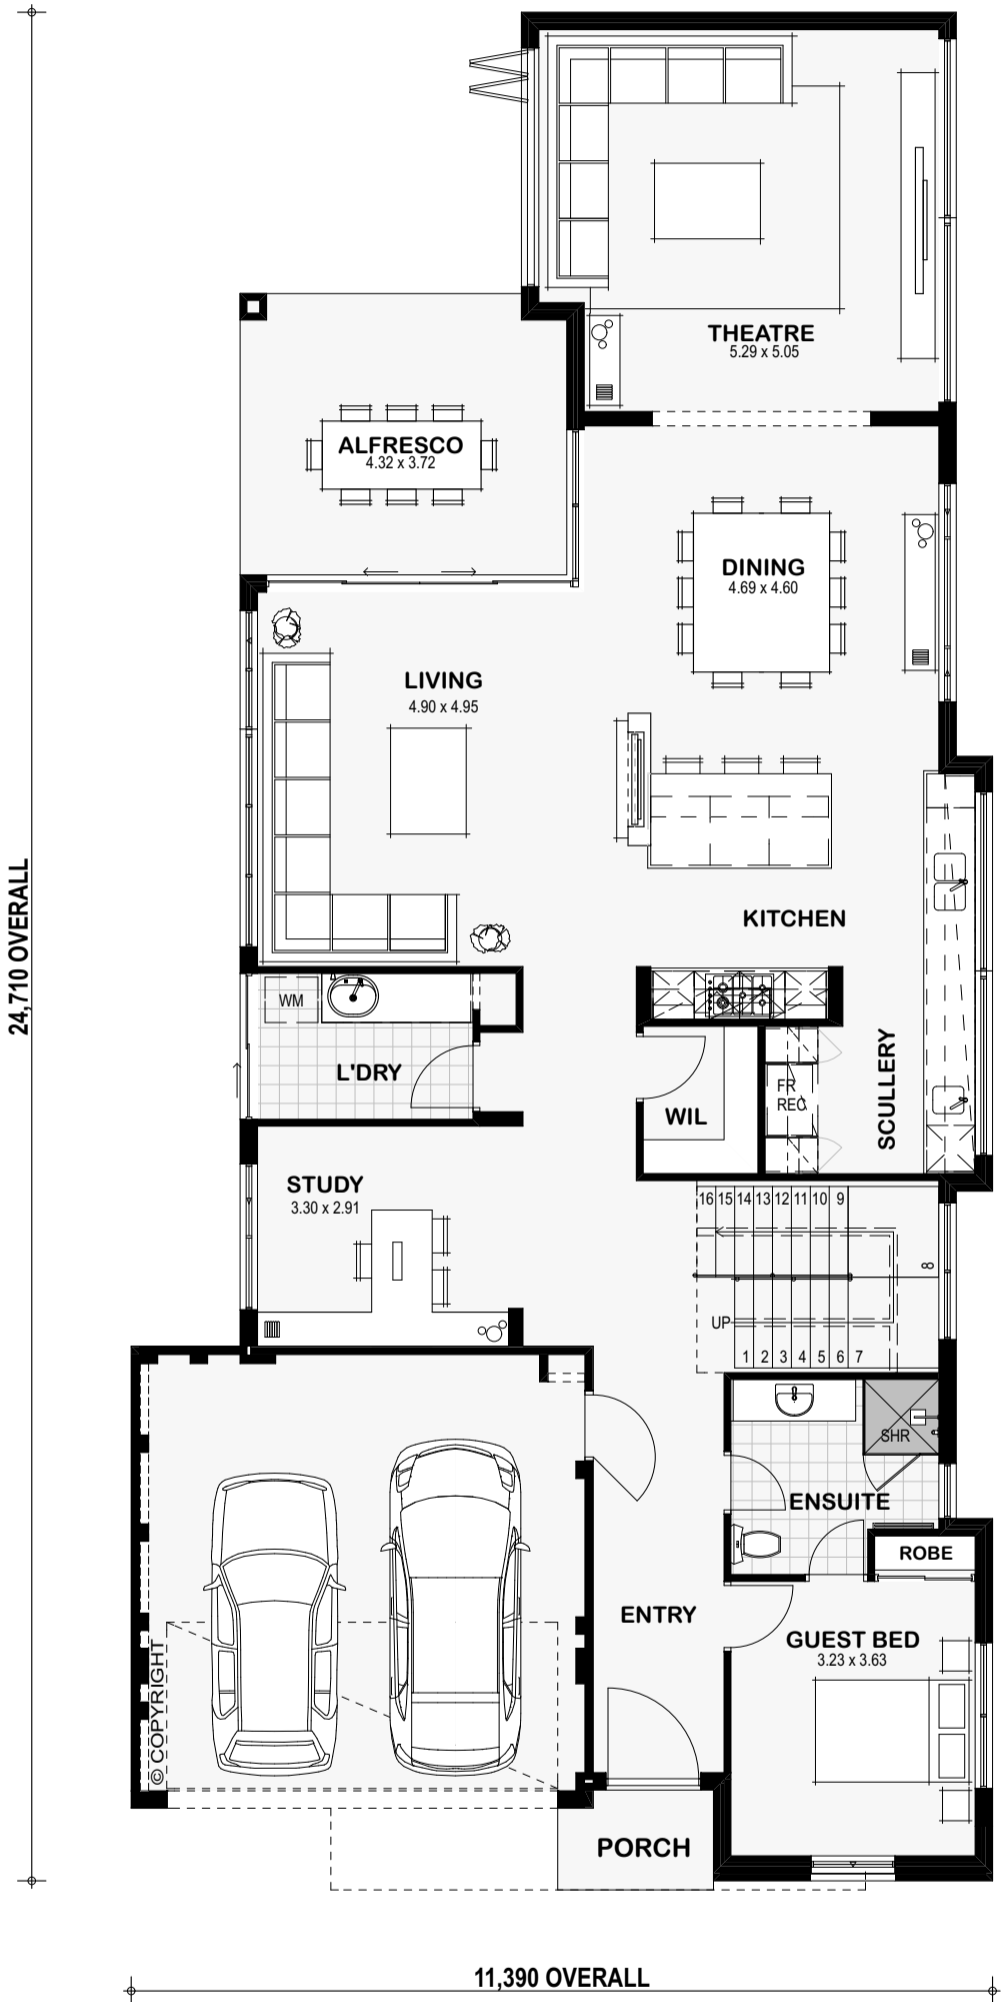 THEATRE
5.29 x 5.05
ALFRESCO
4.32 x 3.72
DINING
4.69 x 4.60
LIVING
4.90 x 4.95
24,710 OVERALL
KITCHEN
WM
L'DRY
WIL
FR
REC
SCULLERY
STUDY
3.30 x 2.91
16 15 14 13 12 11 10 9
8
UP
1 2 3 4 5 6 7
SHR
ENSUITE
ROBE
ENTRY
GUEST BED
3.23 x 3.63
© COPYRIGHT
PORCH
11,390 OVERALL